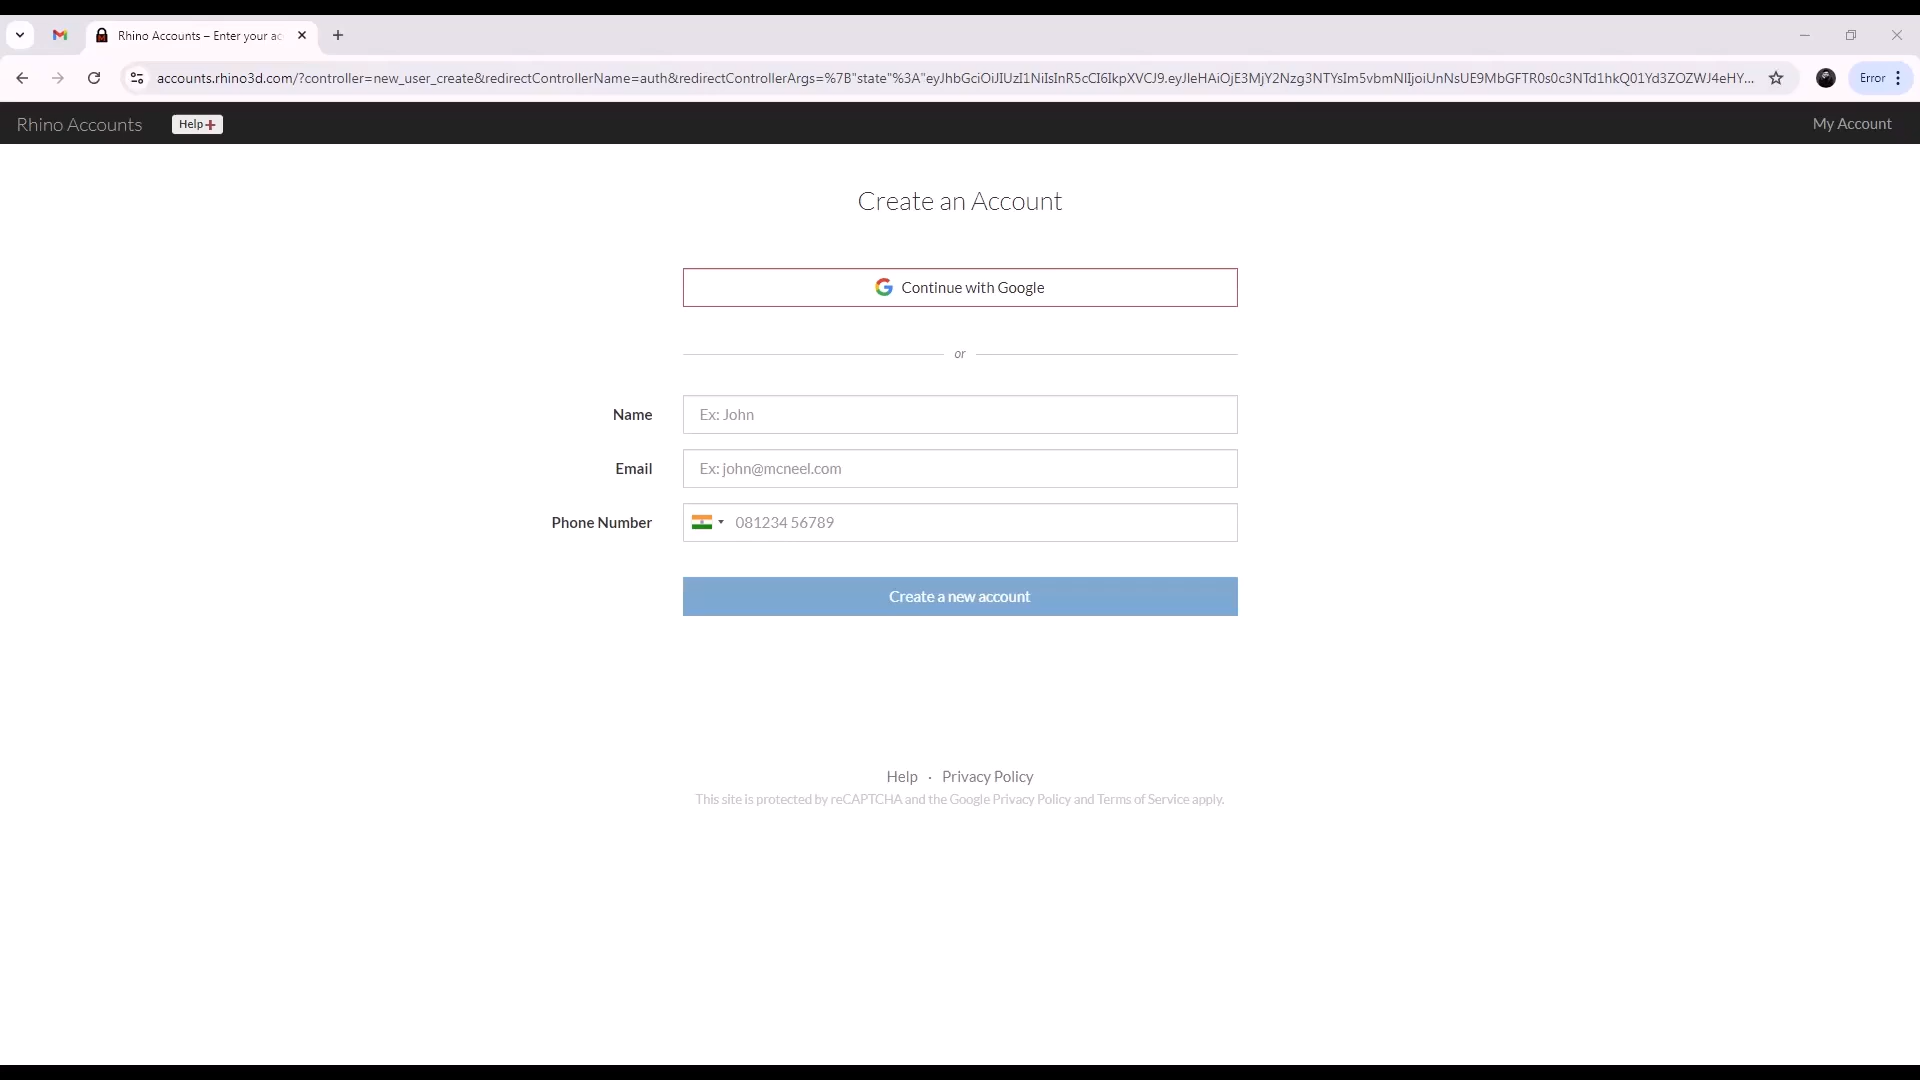 Rhino Accounts – Enter your ac
accounts.rhino3d.com/?controller=new_user_create&redirectControllerName=auth&redirectControllerArgs=%7B"state"%3A"eyJhbGciOiJIUzI1NiIsInR5cCI6IkpXVCJ9.eyJleHAiOjE3MjY2Nzg3NTYsIm5vbmNlIjoiUnNsUE9MbGFTR0s0c3NTd1hkQ01Yd3ZOZWJ4eHY...
Error
Rhino Accounts
Help
My Account
Create an Account
Continue with Google
or
Name
Ex: John
Email
Ex: john@mcneel.com
Phone Number
081234 56789
Create a new account
Help · Privacy Policy
This site is protected by reCAPTCHA and the Google Privacy Policy and Terms of Service apply.